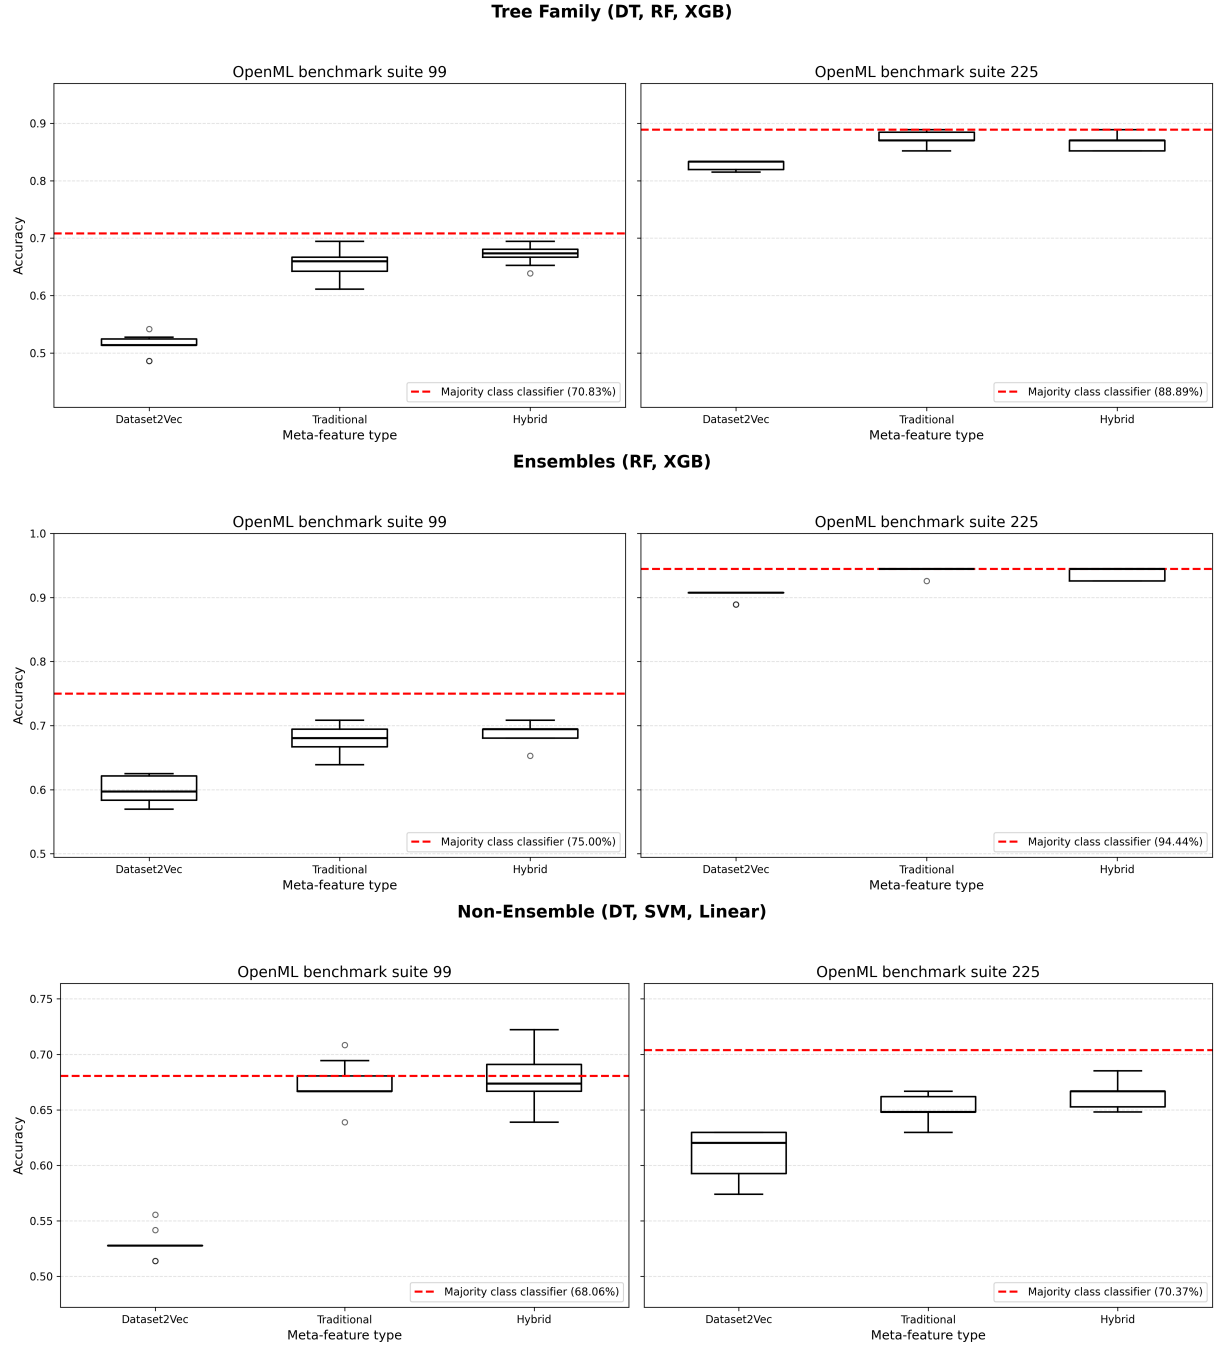 Tree Family (DT, RF, XGB)
OpenML benchmark suite 99
OpenML benchmark suite 225
Accuracy
0.9
0.8
0.7
0.6
0.5
Majority class classifier (70.83%)
Majority class classifier (88.89%)
Dataset2Vec Traditional Hybrid
Dataset2Vec Traditional Hybrid
Meta-feature type
Meta-feature type
Ensembles (RF, XGB)
OpenML benchmark suite 99
OpenML benchmark suite 225
Accuracy
1.0
0.9
0.8
0.7
0.6
0.5
Majority class classifier (75.00%)
Majority class classifier (94.44%)
Dataset2Vec Traditional Hybrid
Dataset2Vec Traditional Hybrid
Meta-feature type
Meta-feature type
Non-Ensemble (DT, SVM, Linear)
OpenML benchmark suite 99
OpenML benchmark suite 225
Accuracy
0.75
0.70
0.65
0.60
0.55
0.50
Majority class classifier (68.06%)
Majority class classifier (70.37%)
Dataset2Vec Traditional Hybrid
Dataset2Vec Traditional Hybrid
Meta-feature type
Meta-feature type